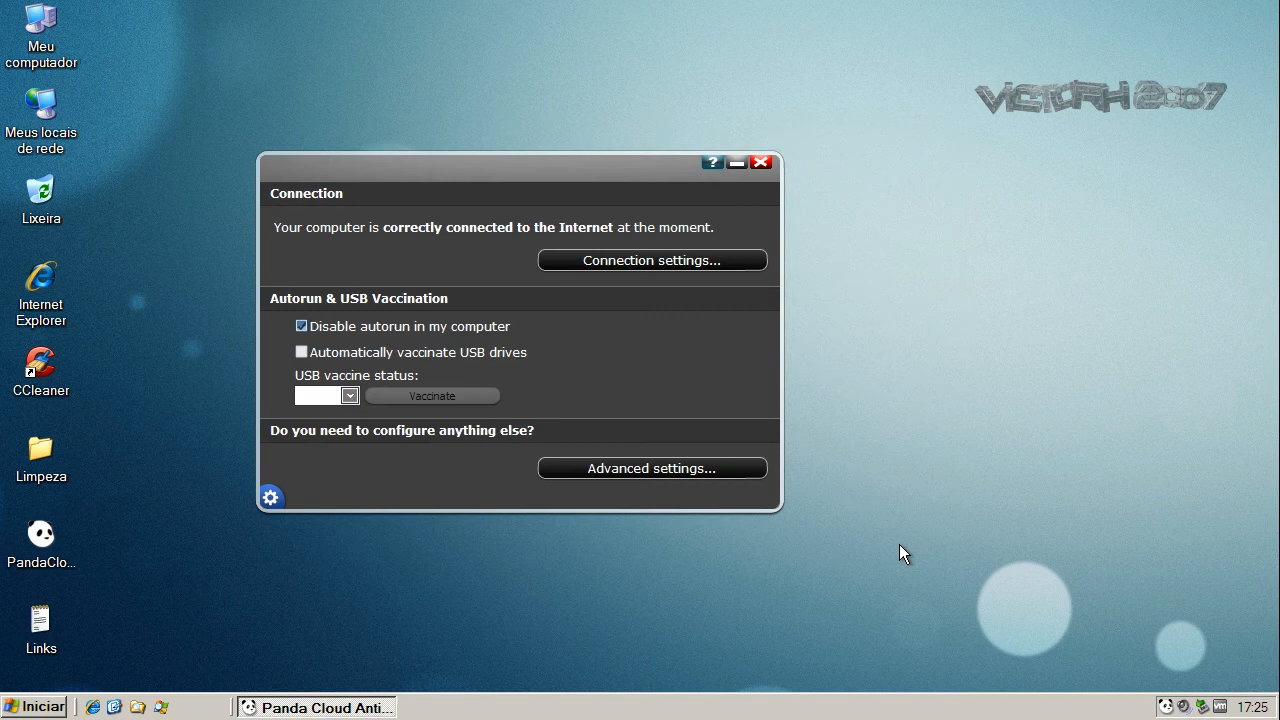 Meu
computador
Meus locais
de rede
Lixeira
Internet
Explorer
CCleaner
Limpeza
PandaClo...
Links
VICTORH 2007
?
Connection
Your computer is correctly connected to the Internet at the moment.
Connection settings...
Autorun & USB Vaccination
Disable autorun in my computer
Automatically vaccinate USB drives
USB vaccine status:
Vaccinate
Do you need to configure anything else?
Advanced settings...
Iniciar
Panda Cloud Anti...
vm
17:25